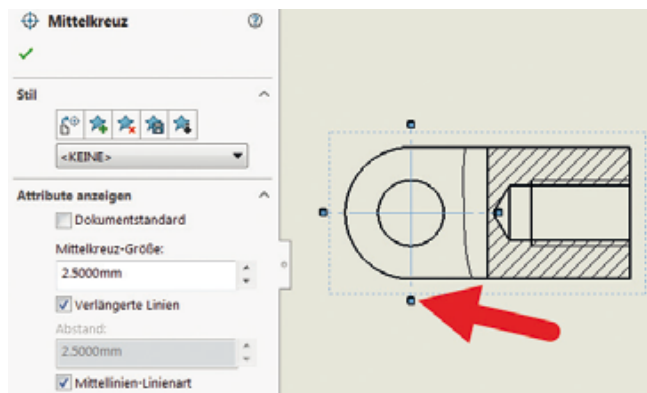 Mittelkreuz
Stil
<KEINE>
Attribute anzeigen
Dokumentstandard
Mittelkreuz-Größe:
2.5000mm
Verlängerte Linien
Abstand:
2.5000mm
Mittellinien-Linienart